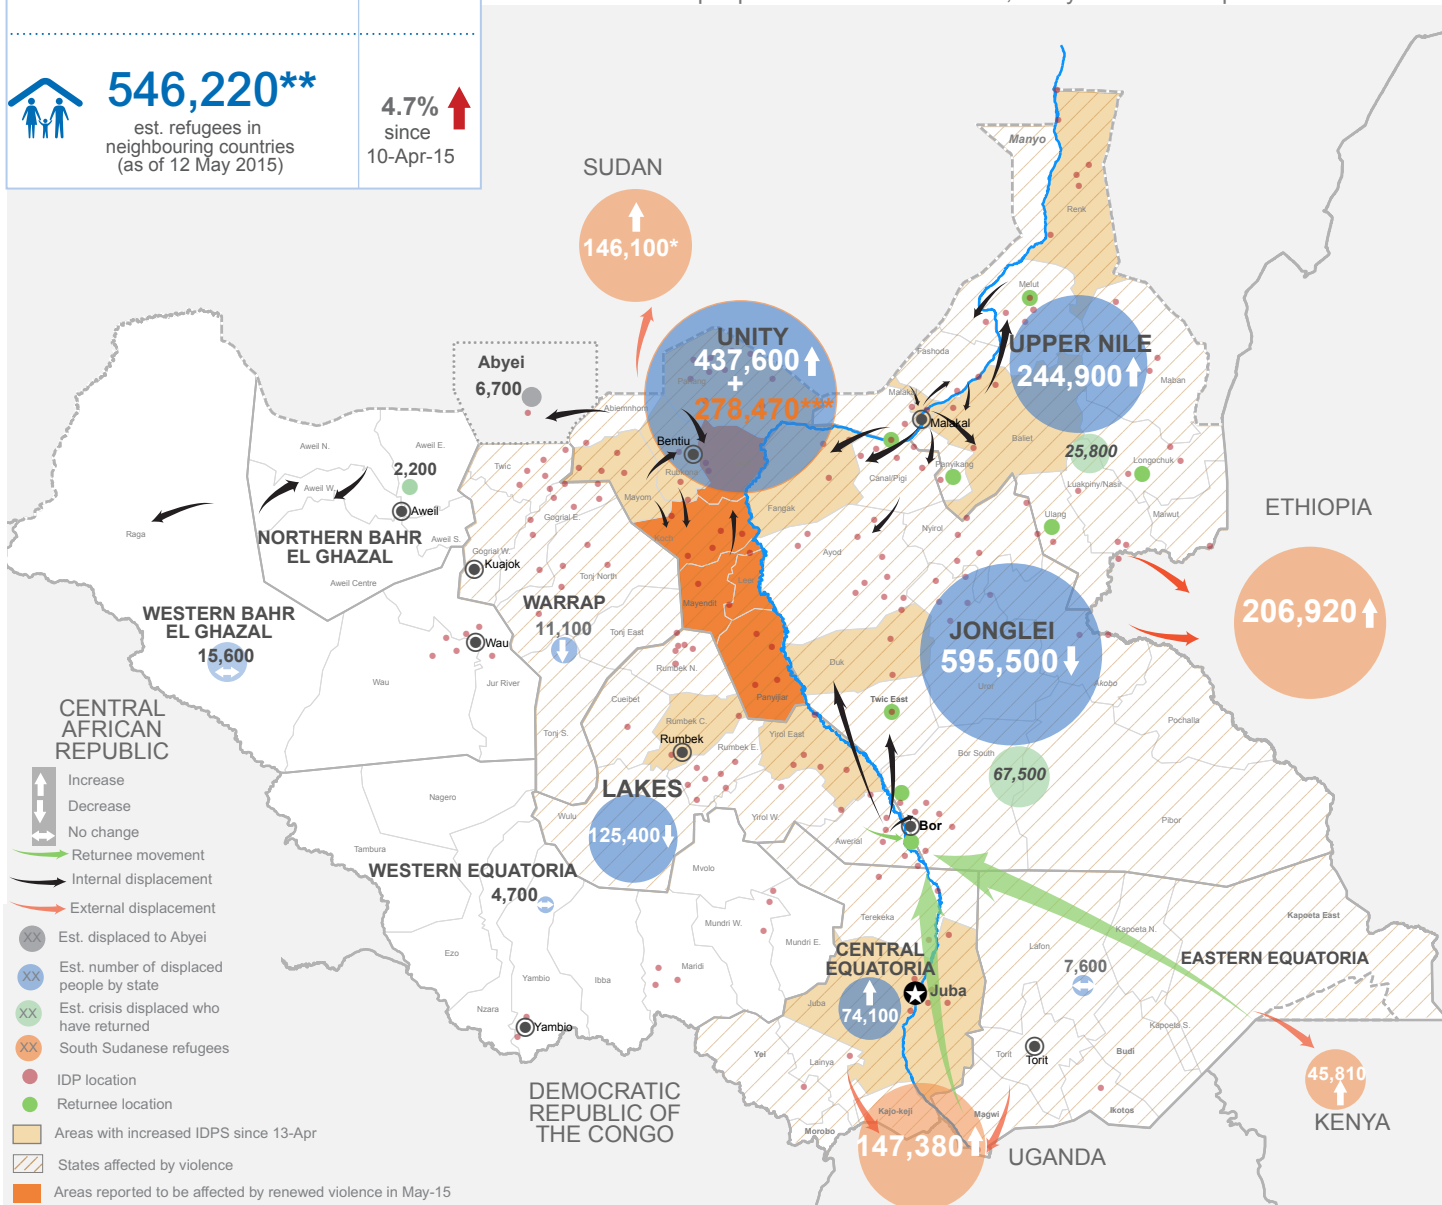 546,220**
est. refugees in
neighbouring countries
(as of 12 May 2015)
4.7%
since
10-Apr-15
SUDAN
146,100*
Manyo
Renk
Melut
UNITY
437,600
+
278,470***
UPPER NILE
244,900
Fashoda
Maban
Abyei
6,700
Abiemnhom
Malakal
Malakal
Baliet
25,800
Longochuk
Bentiu
Rubkona
Panyikang
Canal/Pigi
Luakpiny/Nasir
Maiwut
Ulang
Nyirol
Mayom
Fangak
Aweil N.
Aweil E.
2,200
Aweil W.
Aweil
Twic
Gogrial E.
NORTHERN BAHR
EL GHAZAL
Aweil S.
Gogrial W.
Kuajok
Aweil Centre
Raga
Koch
Leer
Mayendit
Ayod
Tonj North
ETHIOPIA
206,920
WESTERN BAHR
EL GHAZAL
15,600
WARRAP
11,100
Tonj East
Wau
Wau
Jur River
JONGLEI
595,500
Akobo
Uror
Duk
Rumbek N.
Panyijiar
Cueibet
Twic East
Pochalla
CENTRAL
AFRICAN
REPUBLIC
Tonj S.
Rumbek C.
Rumbek
Rumbek E.
Yirol East
Bor South
67,500
LAKES
125,400
Wulu
Yirol W.
Awerial
Bor
Pibor
Nagero
Tambura
Increase
Decrease
No change
Returnee movement
Internal displacement
External displacement
XX
Est. displaced to Abyei
XX
Est. number of displaced
people by state
XX
Est. crisis displaced who
have returned
XX
South Sudanese refugees
IDP location
Returnee location
Areas with increased IDPS since 13-Apr
States affected by violence
Areas reported to be affected by renewed violence in May-15
WESTERN EQUATORIA
4,700
Mvolo
Mundri W.
Mundri E.
Terekeka
Ezo
Yambio
Ibba
Maridi
Nzara
Yambio
CENTRAL
EQUATORIA
Juba
74,100
Juba
Lafon
7,600
Kapoeta N.
Kapoeta East
EASTERN EQUATORIA
Kapoeta S.
Torit
Torit
Budi
Ikotos
Yei
Lainya
Morobo
Kajo-keji
Magwi
147,380
UGANDA
45,810
KENYA
DEMOCRATIC
REPUBLIC OF
THE CONGO